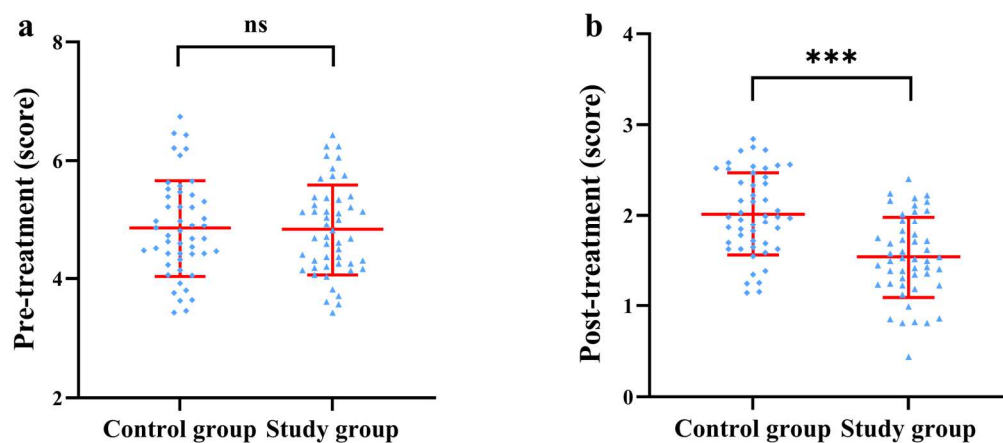 a
ns
Pre-treatment (score)
8
6
4
2
Control group Study group
b
***
Post-treatment (score)
4
3
2
1
0
Control group Study group